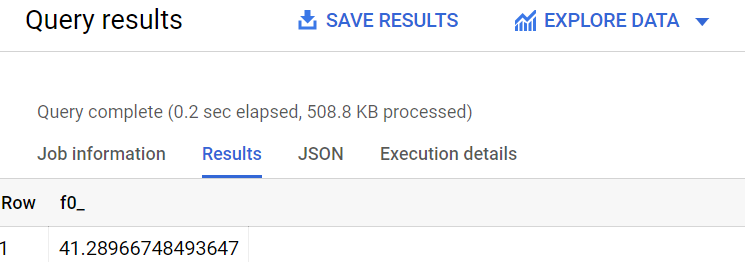 Query results SAVE RESULTS EXPLORE DATA
Query complete (0.2 sec elapsed, 508.8 KB processed)
Job information Results JSON Execution details
Row f0_
1 41.28966748493647